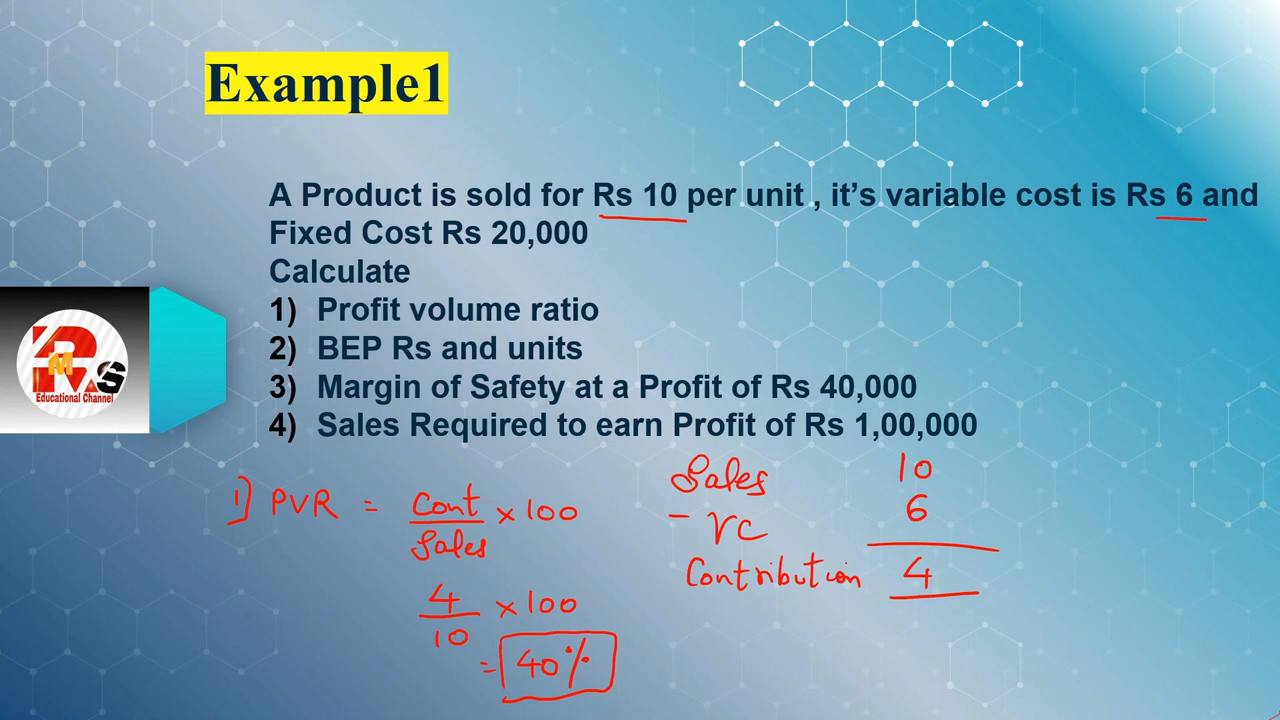 Example1
A Product is sold for Rs 10 per unit , it’s variable cost is Rs 6 and
Fixed Cost Rs 20,000
Calculate
1) Profit volume ratio
2) BEP Rs and units
3) Margin of Safety at a Profit of Rs 40,000
4) Sales Required to earn Profit of Rs 1,00,000
RMS
Educational Channel
1) PVR = Cont × 100
Sales
4 × 100
10
= 40%
Sales 10
- VC 6
Contribution 4